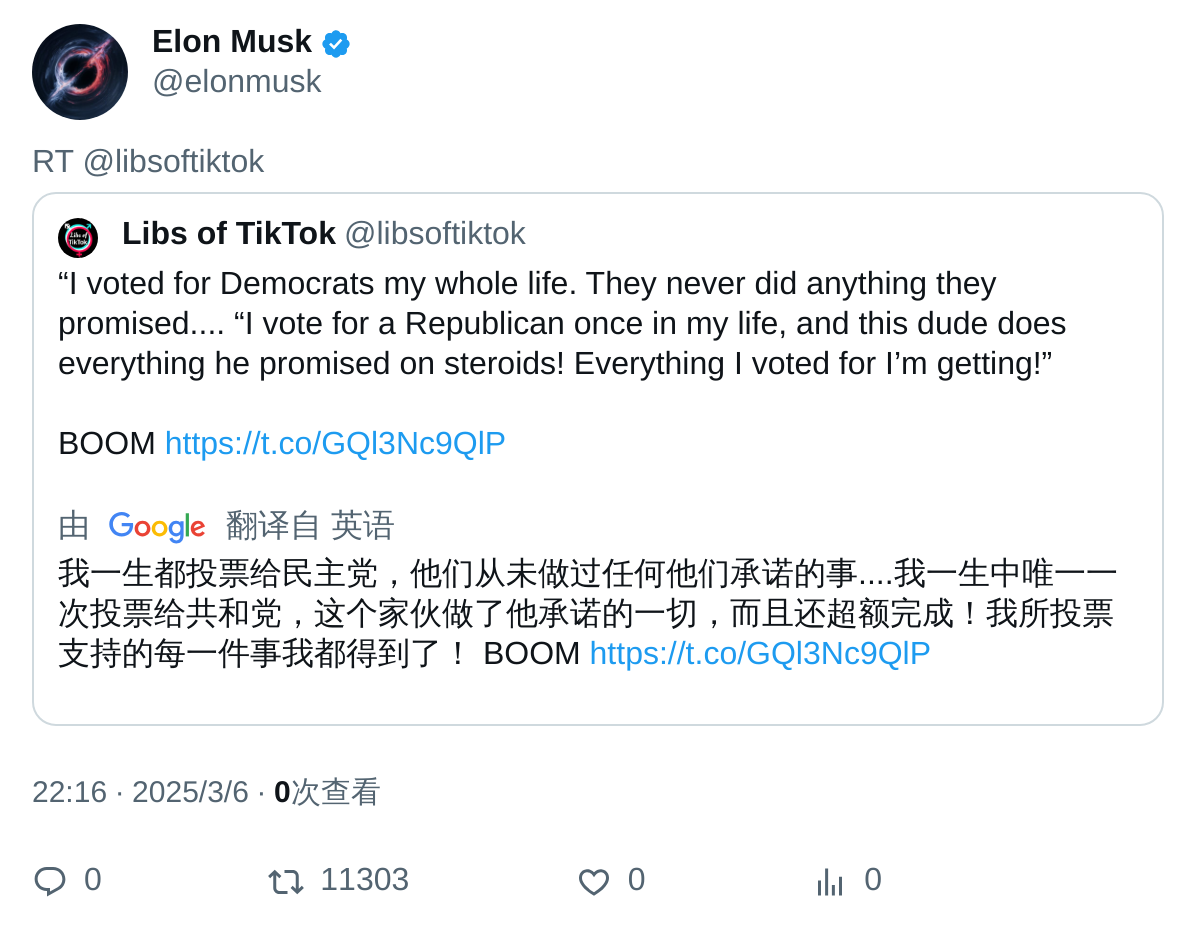 Elon Musk
@elonmusk
RT @libsoftiktok
Libs of TikTok
Libs of TikTok @libsoftiktok
“I voted for Democrats my whole life. They never did anything they
promised.... “I vote for a Republican once in my life, and this dude does
everything he promised on steroids! Everything I voted for I’m getting!”
BOOM https://t.co/GQl3Nc9QlP
由 Google 翻译自 英语
我一生都投票给民主党，他们从未做过任何他们承诺的事....我一生中唯一一
次投票给共和党，这个家伙做了他承诺的一切，而且还超额完成！我所投票
支持的每一件事我都得到了！ BOOM https://t.co/GQl3Nc9QlP
22:16 · 2025/3/6 · 0次查看
0 11303 0 0